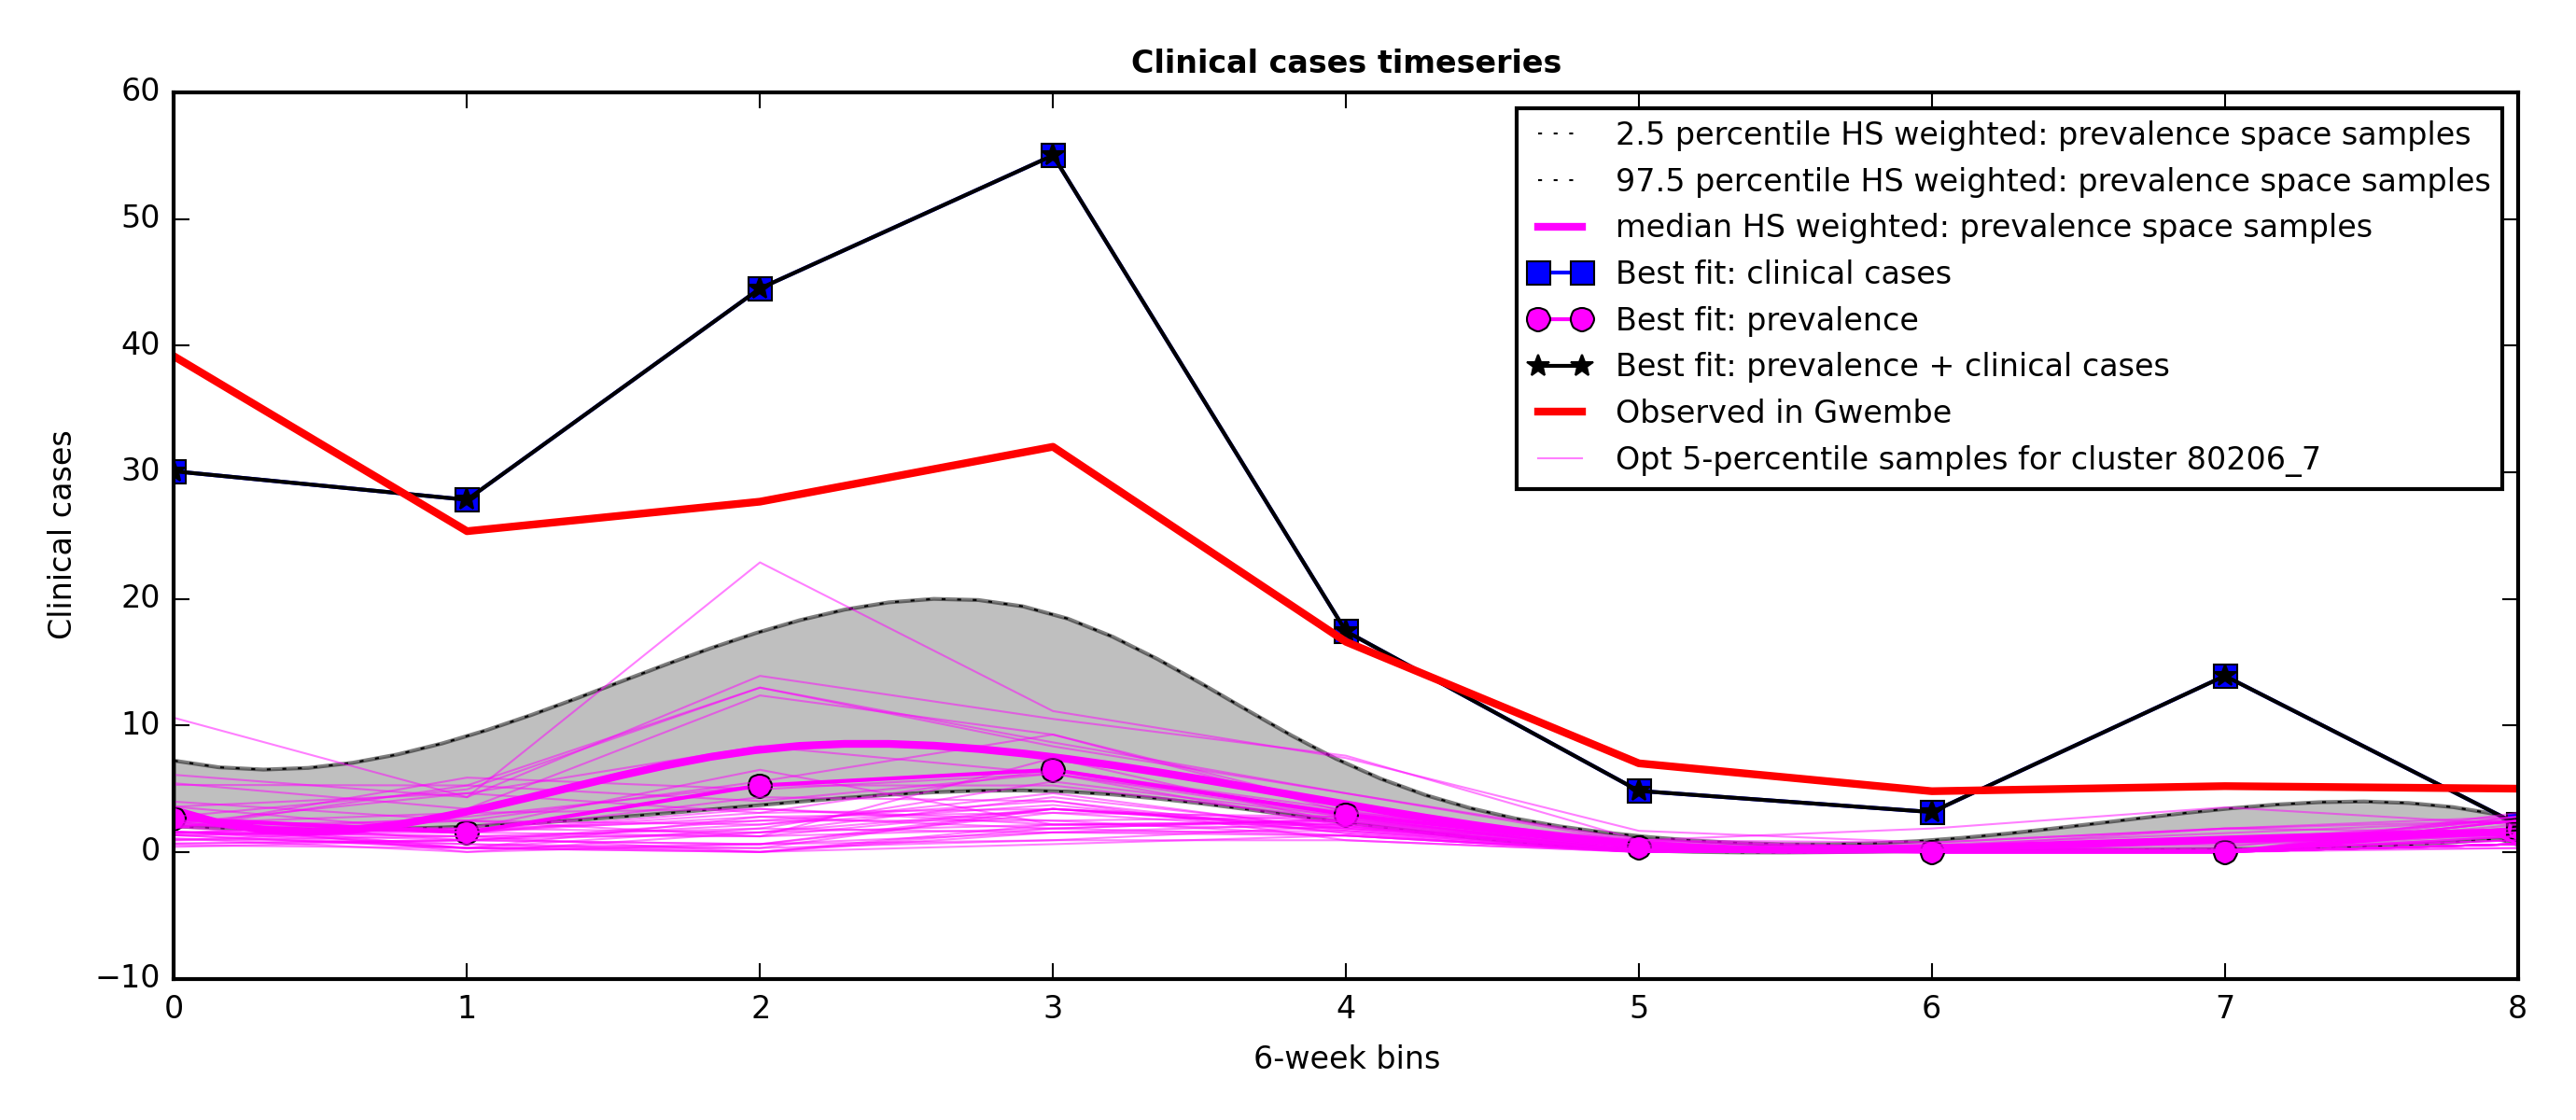 Clinical cases timeseries
60
50
40
30
20
10
0
−10
Clinical cases
0 1 2 3 4 5 6 7 8
6-week bins
2.5 percentile HS weighted: prevalence space samples
97.5 percentile HS weighted: prevalence space samples
median HS weighted: prevalence space samples
Best fit: clinical cases
Best fit: prevalence
Best fit: prevalence + clinical cases
Observed in Gwembe
Opt 5-percentile samples for cluster 80206_7